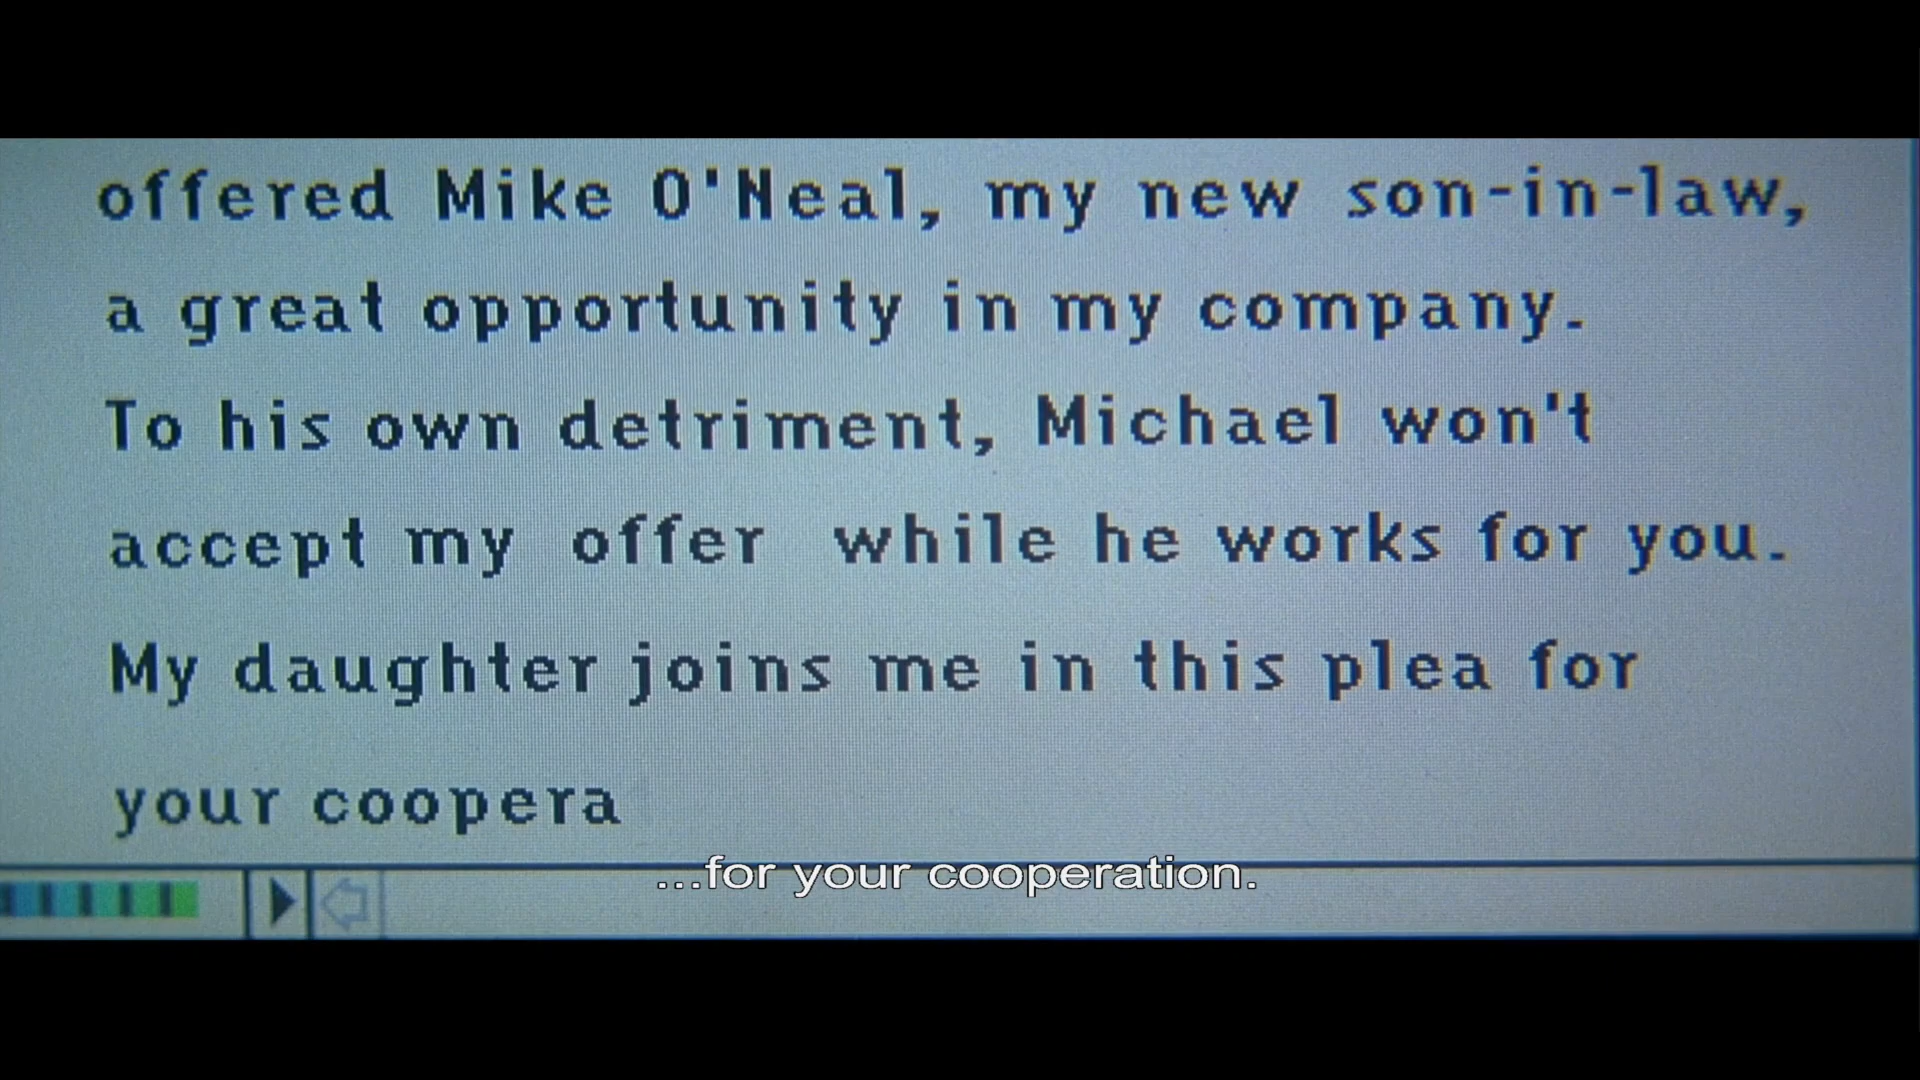 offered Mike O'Neal, my new son-in-law,
a great opportunity in my company.
To his own detriment, Michael won't
accept my offer while he works for you.
My daughter joins me in this plea for
your coopera
...for your cooperation.